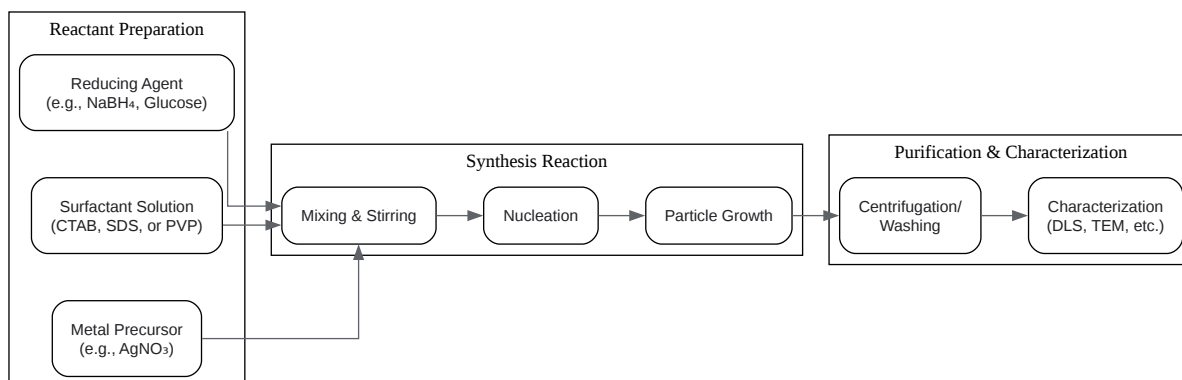 Reactant Preparation
Reducing Agent
(e.g., NaBH₄, Glucose)
Surfactant Solution
(CTAB, SDS, or PVP)
Metal Precursor
(e.g., AgNO₃)
Synthesis Reaction
Mixing & Stirring
Nucleation
Particle Growth
Purification & Characterization
Centrifugation/
Washing
Characterization
(DLS, TEM, etc.)